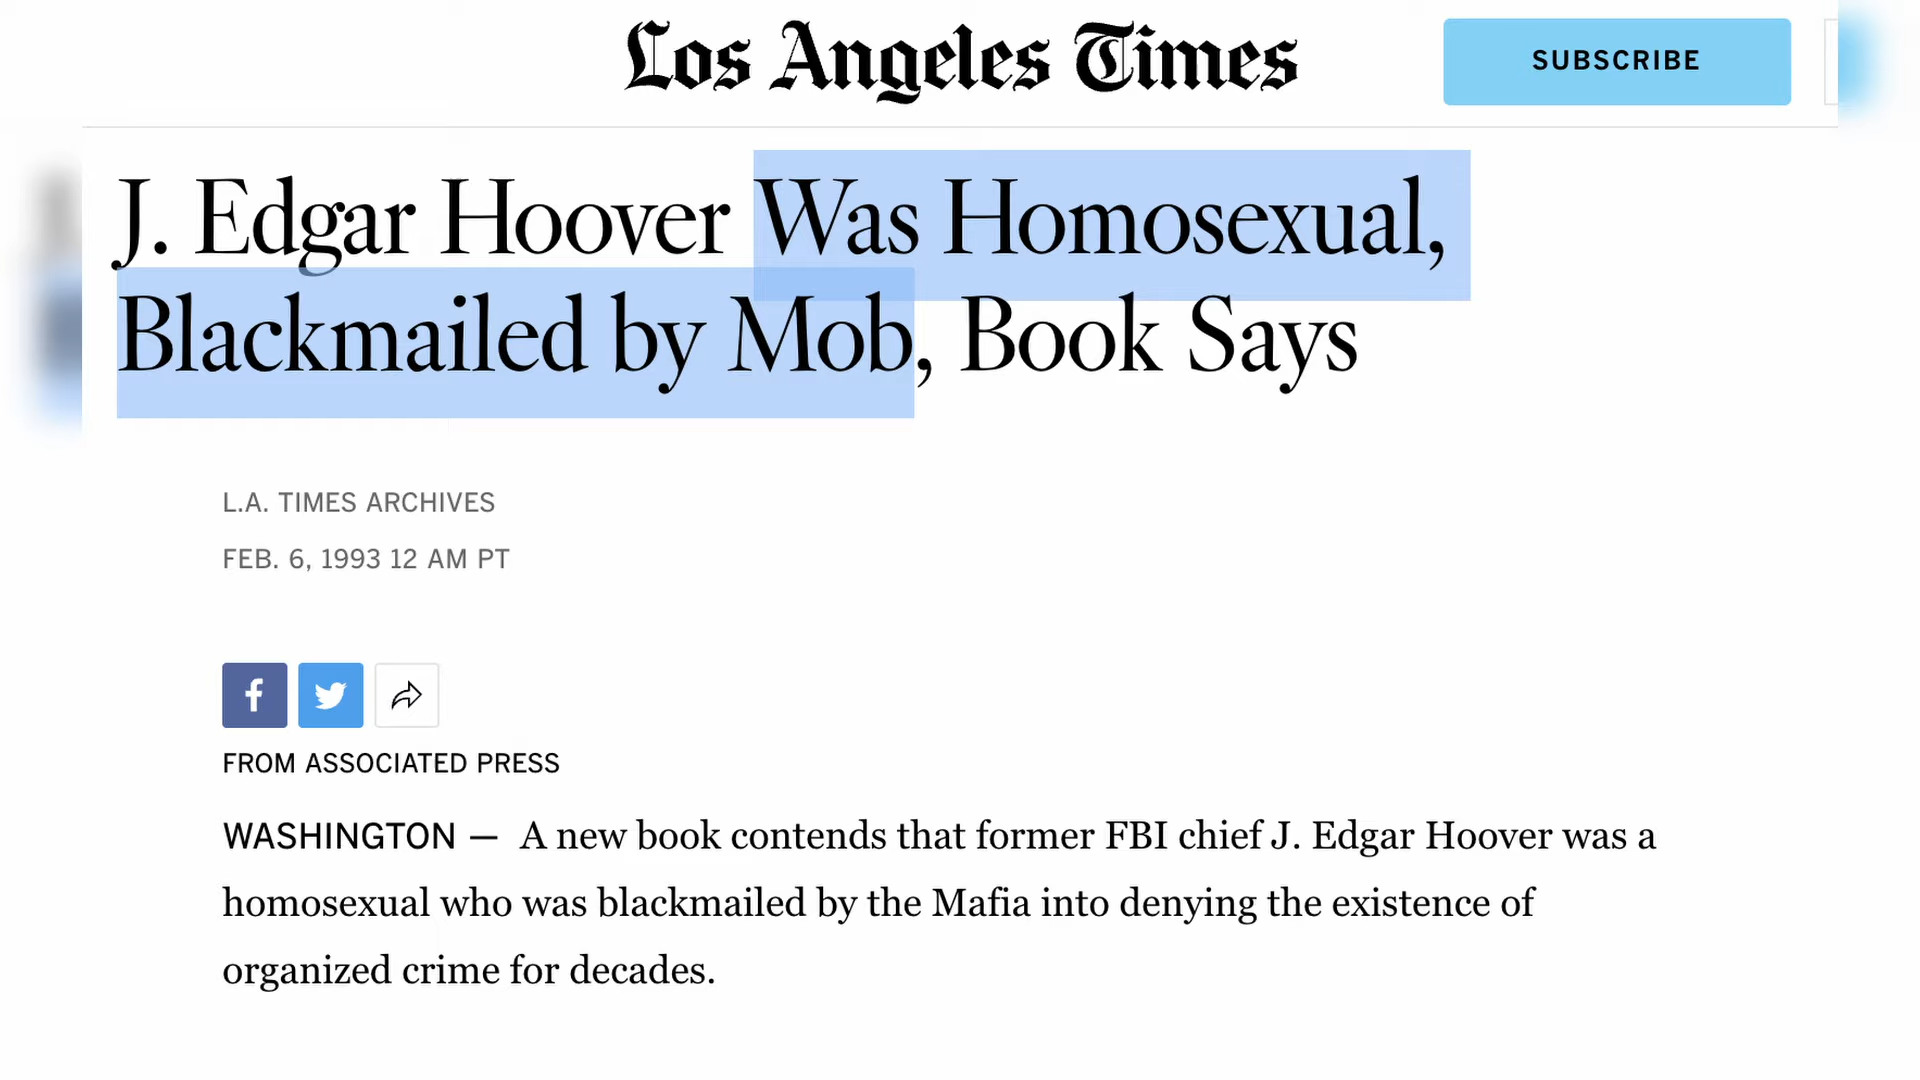 Los Angeles Times
SUBSCRIBE
J. Edgar Hoover Was Homosexual,
Blackmailed by Mob, Book Says
L.A. TIMES ARCHIVES
FEB. 6, 1993 12 AM PT
FROM ASSOCIATED PRESS
WASHINGTON — A new book contends that former FBI chief J. Edgar Hoover was a
homosexual who was blackmailed by the Mafia into denying the existence of
organized crime for decades.